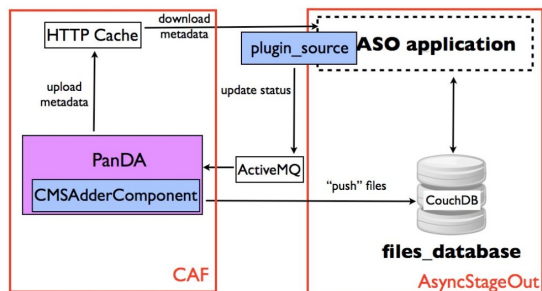 HTTP Cache
download
metadata
plugin_source
ASO application
upload
metadata
update status
PanDA
CMSAdderComponent
ActiveMQ
“push” files
CouchDB
files_database
CAF
AsyncStageOut